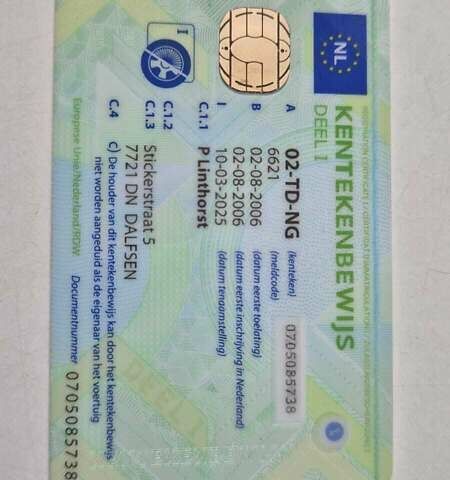 NL
KENTEKENBEWIJS
DEEL I
I
A 02-TD-NG (kenteken)
6621 (meldcode)
0705085738
B 02-08-2006 (datum eerste toelating)
02-08-2006 (datum eerste inschrijving in Nederland)
I 10-03-2025 (datum tenaamstelling)
C.1.1 P Linthorst
C.1.2
C.1.3 Stickerstraat 5
7721 DN DALFSEN
C.4 c) De houder van dit kentekenbewijs kan door het kentekenbewijs
niet worden aangeduid als de eigenaar van het voertuig
Europese Unie/Nederland/RDW Documentnummer 0705085738